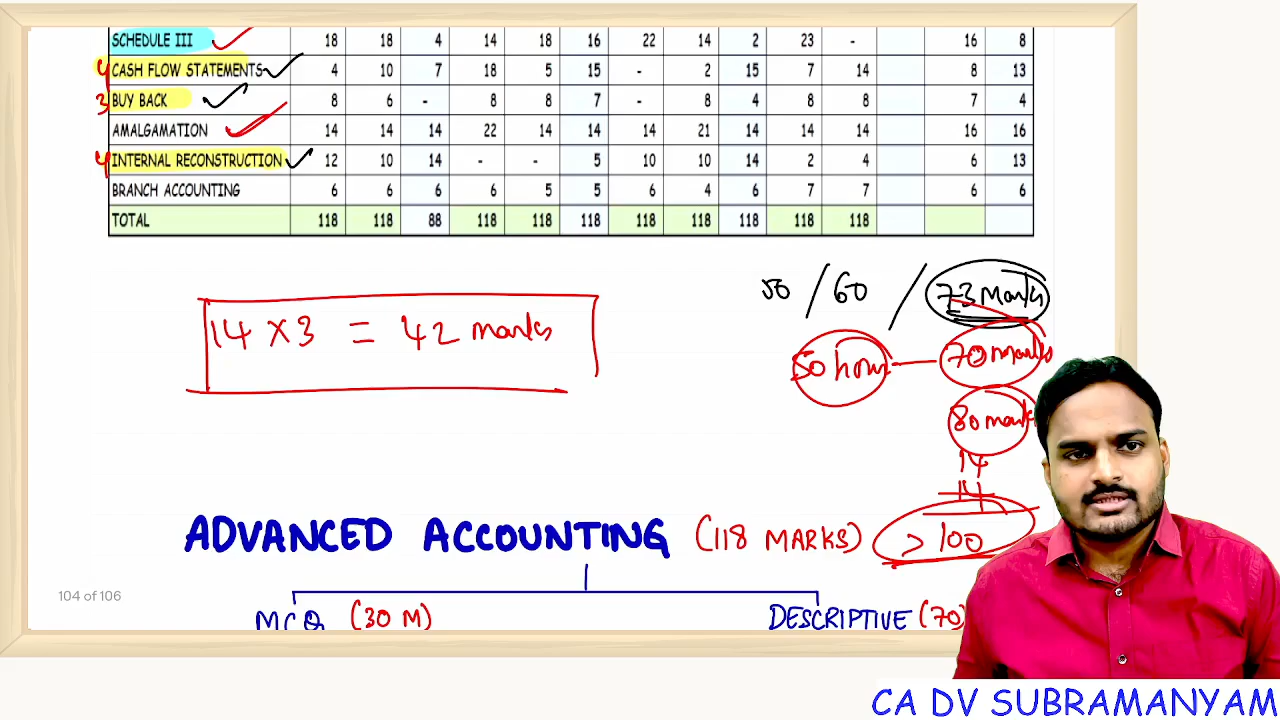 SCHEDULE III 18 18 4 14 18 16 22 14 2 23 - 16 8
4 CASH FLOW STATEMENTS 4 10 7 18 5 15 - 2 15 7 14 8 13
3 BUY BACK 8 6 - 8 8 7 - 8 4 8 8 7 4
AMALGAMATION 14 14 14 22 14 14 14 21 14 14 14 16 16
4 INTERNAL RECONSTRUCTION 12 10 14 - - 5 10 10 14 2 4 6 13
BRANCH ACCOUNTING 6 6 6 6 5 5 6 4 6 7 7 6 6
TOTAL 118 118 88 118 118 118 118 118 118 118 118
50 / 60 / 73 Marks
14 X 3 = 42 marks
50 hour — 70 marks
80 marks
14
14
ADVANCED ACCOUNTING (118 MARKS) > 100
104 of 106
MCQ (30 M) DESCRIPTIVE (70)
CA DV SUBRAMANYAM